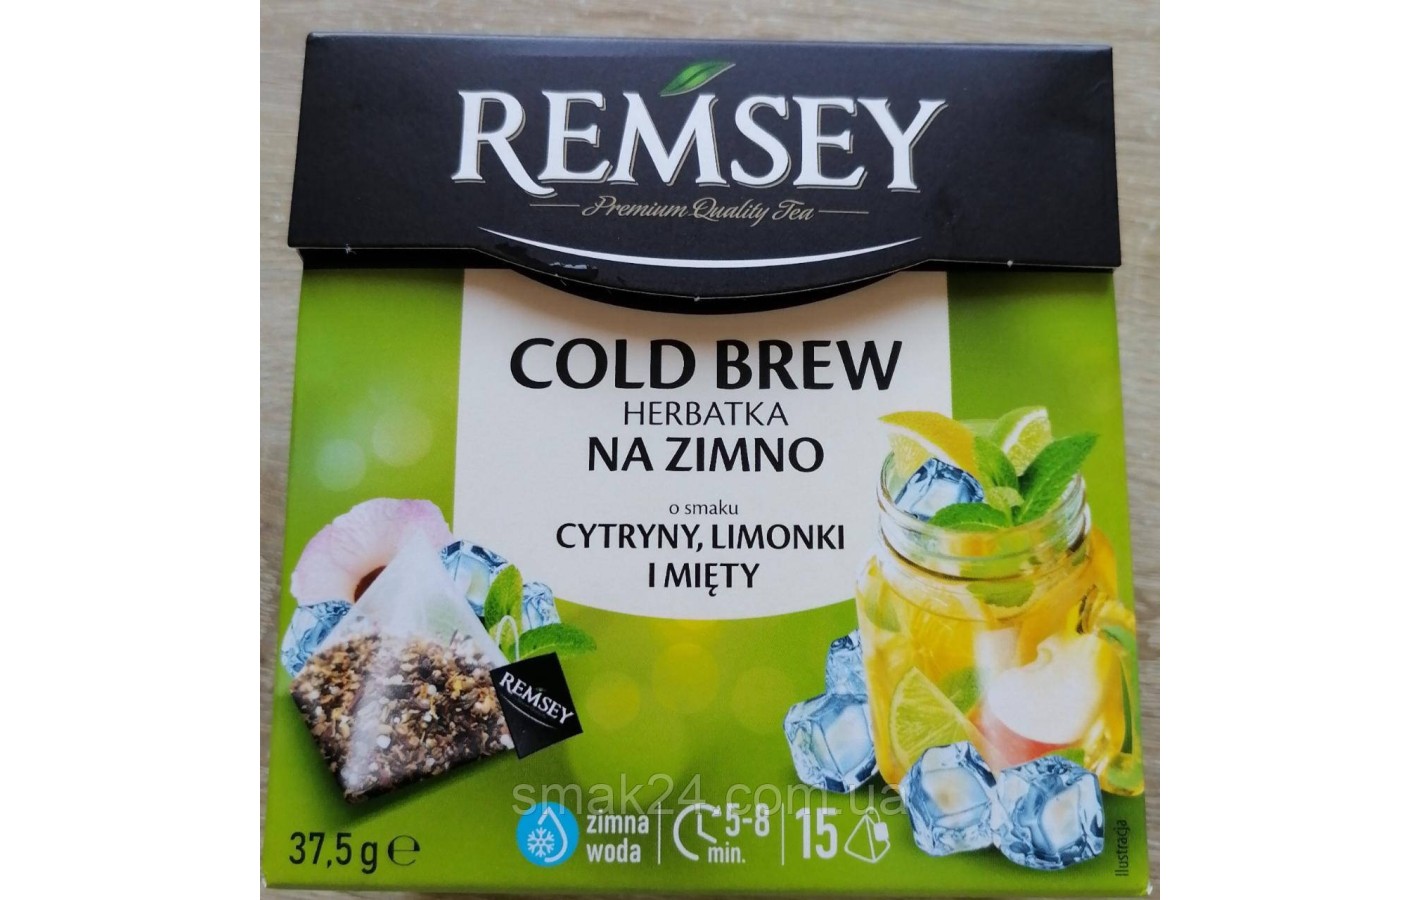 REMSEY
Premium Quality Tea
COLD BREW
HERBATKA
NA ZIMNO
o smaku
CYTRYNY, LIMONKI
I MIĘTY
REMSEY
smak24.com.ua
37,5 g ℮
zimna
woda
5-8
min.
15
Ilustracja